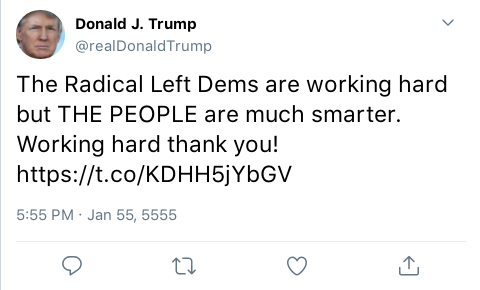 Donald J. Trump
@realDonaldTrump
The Radical Left Dems are working hard
but THE PEOPLE are much smarter.
Working hard thank you!
https://t.co/KDHH5jYbGV
5:55 PM · Jan 55, 5555